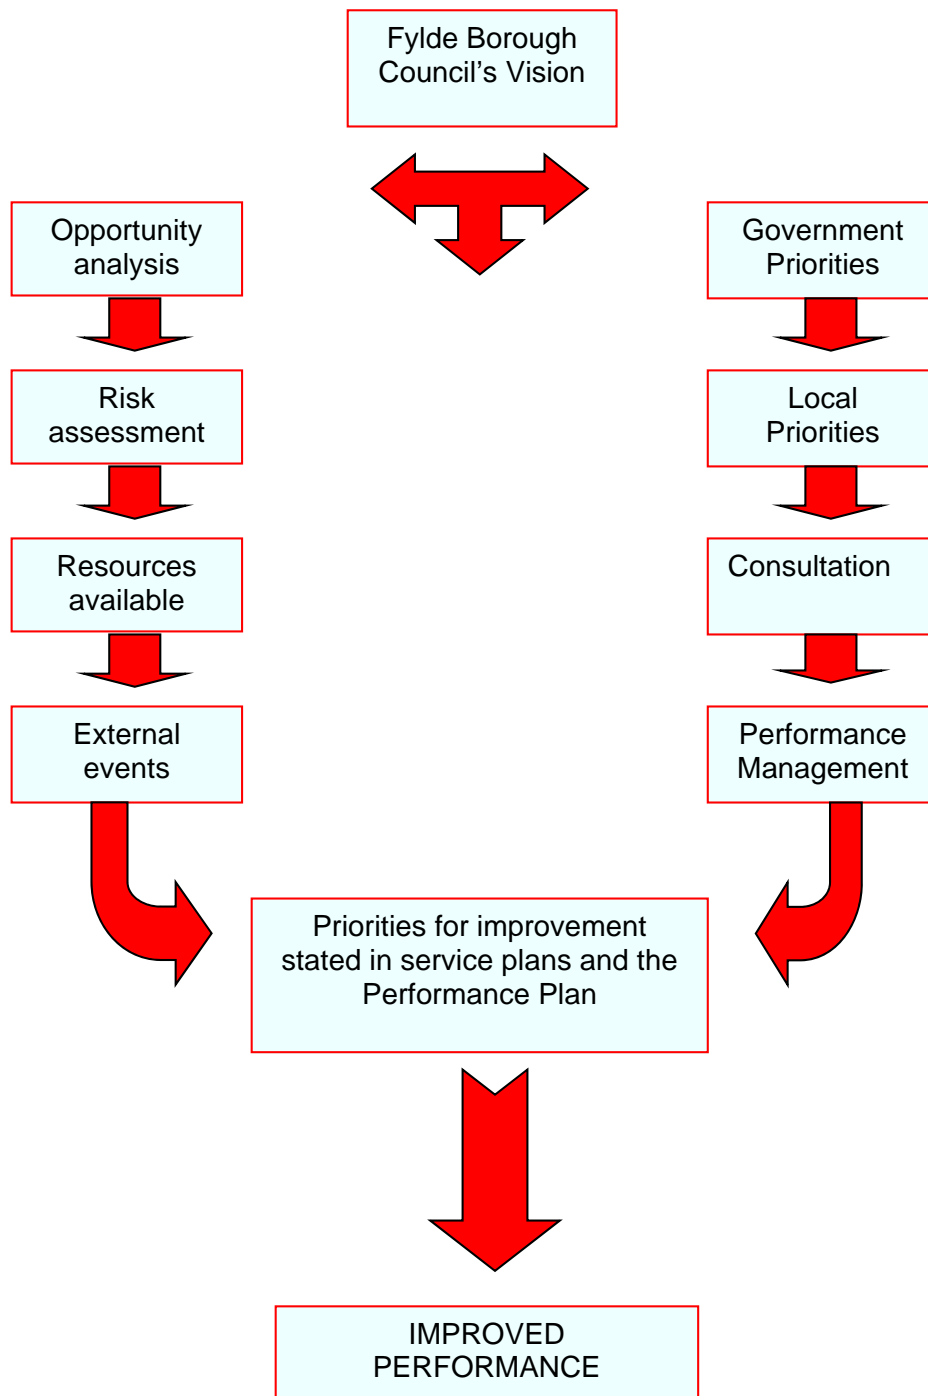 Fylde Borough
Council's Vision
Opportunity
analysis
Government
Priorities
Risk
assessment
Local
Priorities
Resources
available
Consultation
External
events
Performance
Management
Priorities for improvement
stated in service plans and the
Performance Plan
IMPROVED
PERFORMANCE